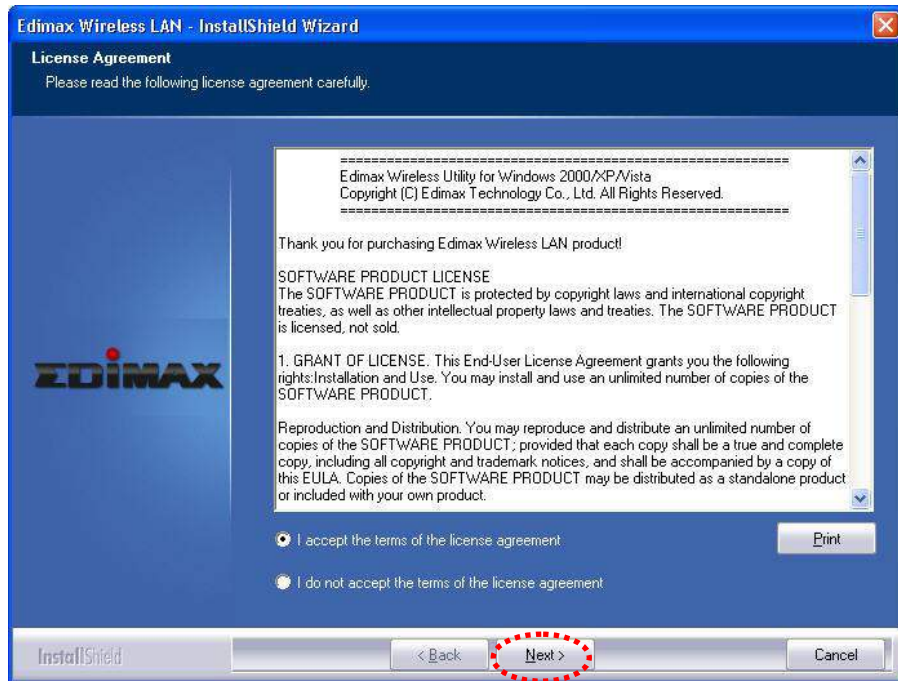 Edimax Wireless LAN - InstallShield Wizard
License Agreement
Please read the following license agreement carefully.
=========================================================
Edimax Wireless Utility for Windows 2000/XP/Vista
Copyright (C) Edimax Technology Co., Ltd. All Rights Reserved.
=========================================================
Thank you for purchasing Edimax Wireless LAN product!
SOFTWARE PRODUCT LICENSE
The SOFTWARE PRODUCT is protected by copyright laws and international copyright
treaties, as well as other intellectual property laws and treaties. The SOFTWARE PRODUCT
is licensed, not sold.
1. GRANT OF LICENSE. This End-User License Agreement grants you the following
rights:Installation and Use. You may install and use an unlimited number of copies of the
SOFTWARE PRODUCT.
Reproduction and Distribution. You may reproduce and distribute an unlimited number of
copies of the SOFTWARE PRODUCT; provided that each copy shall be a true and complete
copy, including all copyright and trademark notices, and shall be accompanied by a copy of
this EULA. Copies of the SOFTWARE PRODUCT may be distributed as a standalone product
or included with your own product.
EDIMAX
I accept the terms of the license agreement
Print
I do not accept the terms of the license agreement
InstallShield
< Back
Next >
Cancel